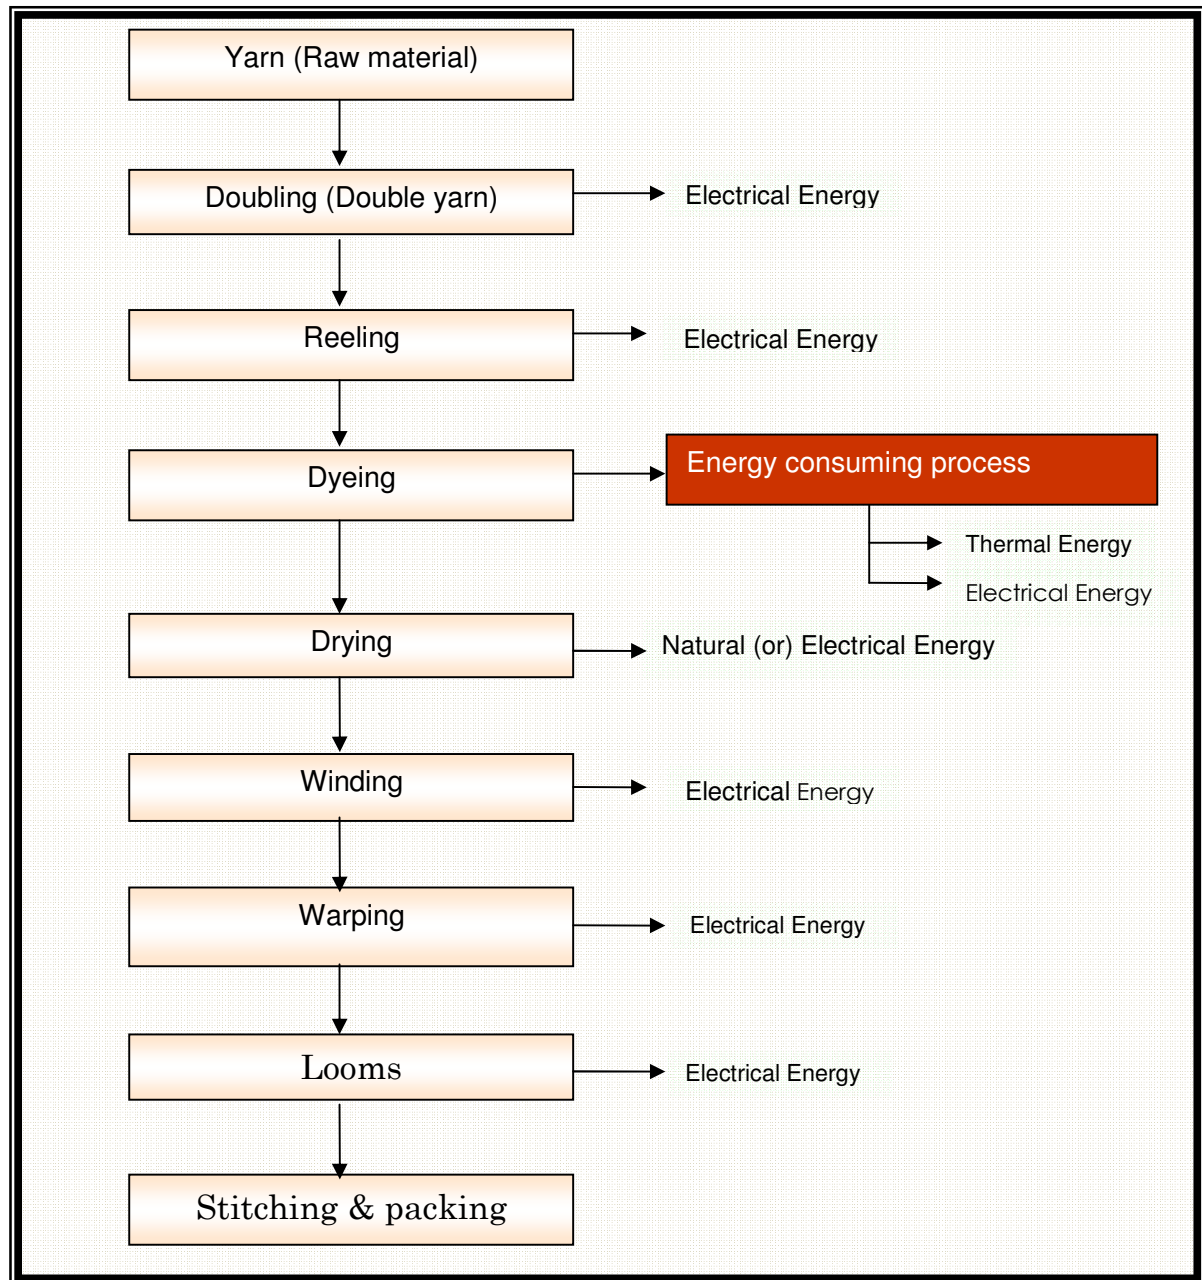 Yarn (Raw material)
Doubling (Double yarn)
Electrical Energy
Reeling
Electrical Energy
Dyeing
Energy consuming process
Thermal Energy
Electrical Energy
Drying
Natural (or) Electrical Energy
Winding
Electrical Energy
Warping
Electrical Energy
Looms
Electrical Energy
Stitching & packing